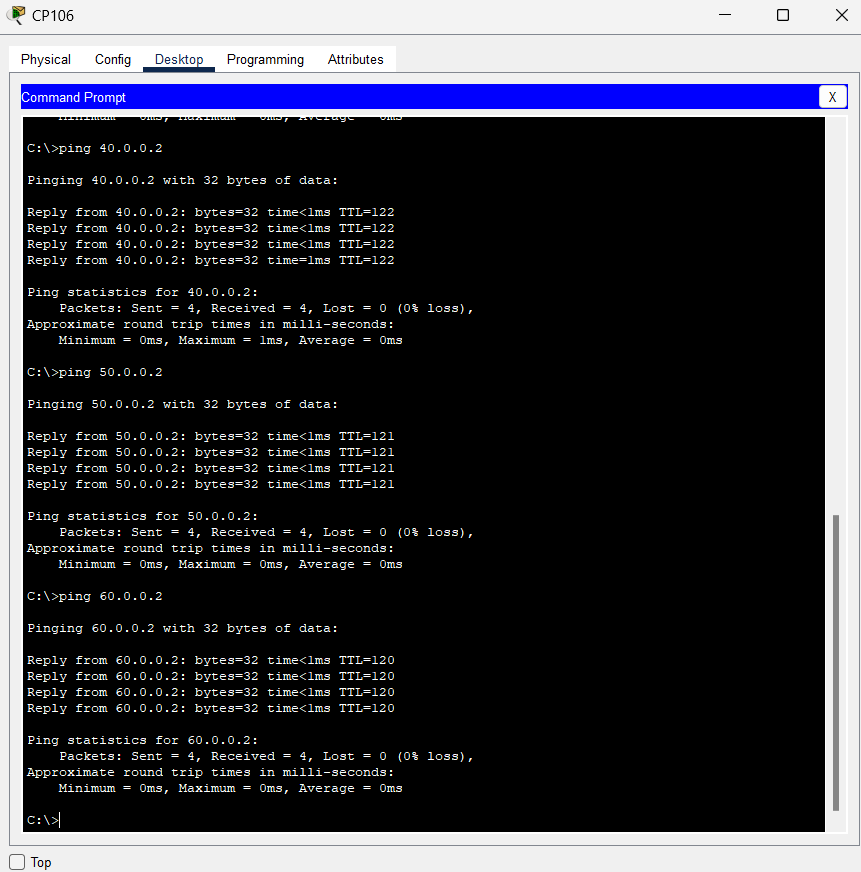 CP106
Physical Config Desktop Programming Attributes
Command Prompt
X
Minimum = 0ms, Maximum = 0ms, Average = 0ms
C:\>ping 40.0.0.2
Pinging 40.0.0.2 with 32 bytes of data:
Reply from 40.0.0.2: bytes=32 time<1ms TTL=122
Reply from 40.0.0.2: bytes=32 time<1ms TTL=122
Reply from 40.0.0.2: bytes=32 time<1ms TTL=122
Reply from 40.0.0.2: bytes=32 time=1ms TTL=122
Ping statistics for 40.0.0.2:
Packets: Sent = 4, Received = 4, Lost = 0 (0% loss),
Approximate round trip times in milli-seconds:
Minimum = 0ms, Maximum = 1ms, Average = 0ms
C:\>ping 50.0.0.2
Pinging 50.0.0.2 with 32 bytes of data:
Reply from 50.0.0.2: bytes=32 time<1ms TTL=121
Reply from 50.0.0.2: bytes=32 time<1ms TTL=121
Reply from 50.0.0.2: bytes=32 time<1ms TTL=121
Reply from 50.0.0.2: bytes=32 time<1ms TTL=121
Ping statistics for 50.0.0.2:
Packets: Sent = 4, Received = 4, Lost = 0 (0% loss),
Approximate round trip times in milli-seconds:
Minimum = 0ms, Maximum = 0ms, Average = 0ms
C:\>ping 60.0.0.2
Pinging 60.0.0.2 with 32 bytes of data:
Reply from 60.0.0.2: bytes=32 time<1ms TTL=120
Reply from 60.0.0.2: bytes=32 time<1ms TTL=120
Reply from 60.0.0.2: bytes=32 time<1ms TTL=120
Reply from 60.0.0.2: bytes=32 time<1ms TTL=120
Ping statistics for 60.0.0.2:
Packets: Sent = 4, Received = 4, Lost = 0 (0% loss),
Approximate round trip times in milli-seconds:
Minimum = 0ms, Maximum = 0ms, Average = 0ms
C:\>
Top